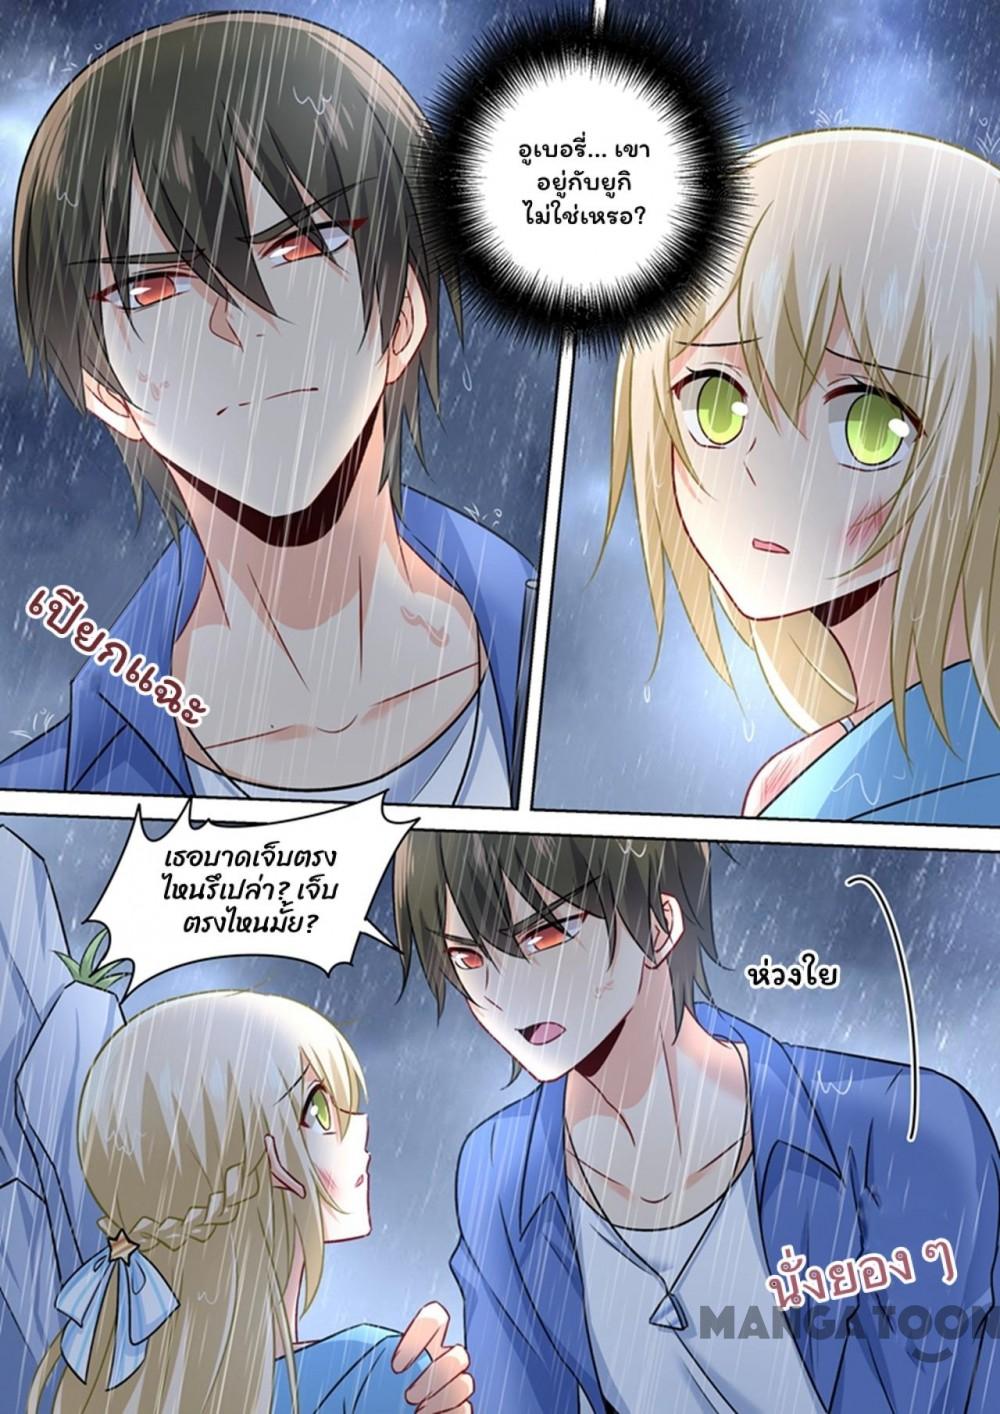 อูเบอรี่... เขา
อยู่กับยูกิ
ไม่ใช่เหรอ?
เปียกแฉะ
เธอบาดเจ็บตรง
ไหนรึเปล่า? เจ็บ
ตรงไหนมั้ย?
ห่วงใย
นั่งยอง ๆ
MANGATOON